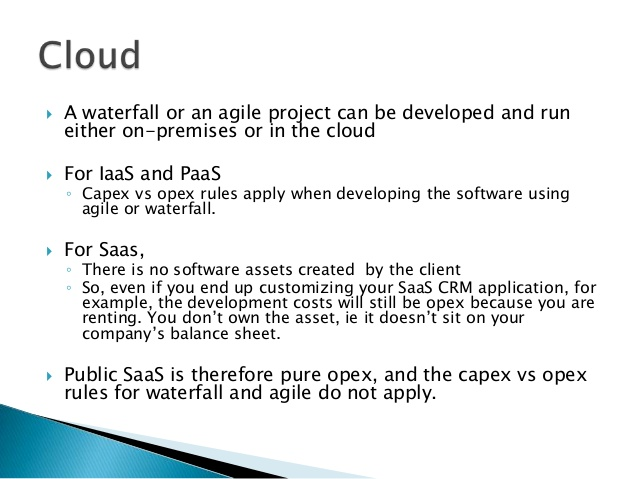 Cloud
A waterfall or an agile project can be developed and run
either on-premises or in the cloud
For IaaS and PaaS
Capex vs opex rules apply when developing the software using
agile or waterfall.
For Saas,
There is no software assets created by the client
So, even if you end up customizing your SaaS CRM application, for
example, the development costs will still be opex because you are
renting. You don't own the asset, ie it doesn't sit on your
company's balance sheet.
Public SaaS is therefore pure opex, and the capex vs opex
rules for waterfall and agile do not apply.